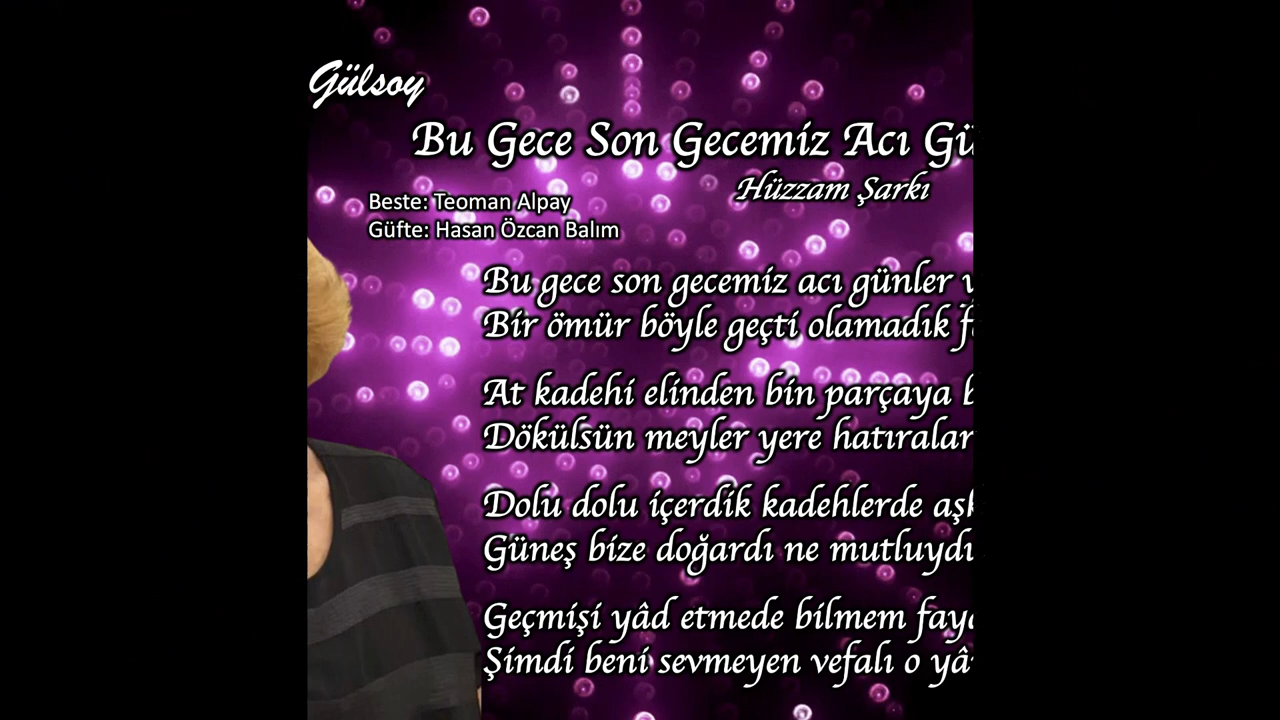 Gülsoy
Bu Gece Son Gecemiz Acı
Hüzzam Şarkı
Beste: Teoman Alpay
Güfte: Hasan Özcan Balım
Bu gece son gecemiz acı günler
Bir ömür böyle geçti olamadık
At kadehi elinden bin parçaya
Dökülsün meyler yere hatıralar
Dolu dolu içerdik kadehlerde
Güneş bize doğardı ne mutluydu
Geçmişi yâd etmede bilmem
Şimdi beni sevmeyen vefalı o